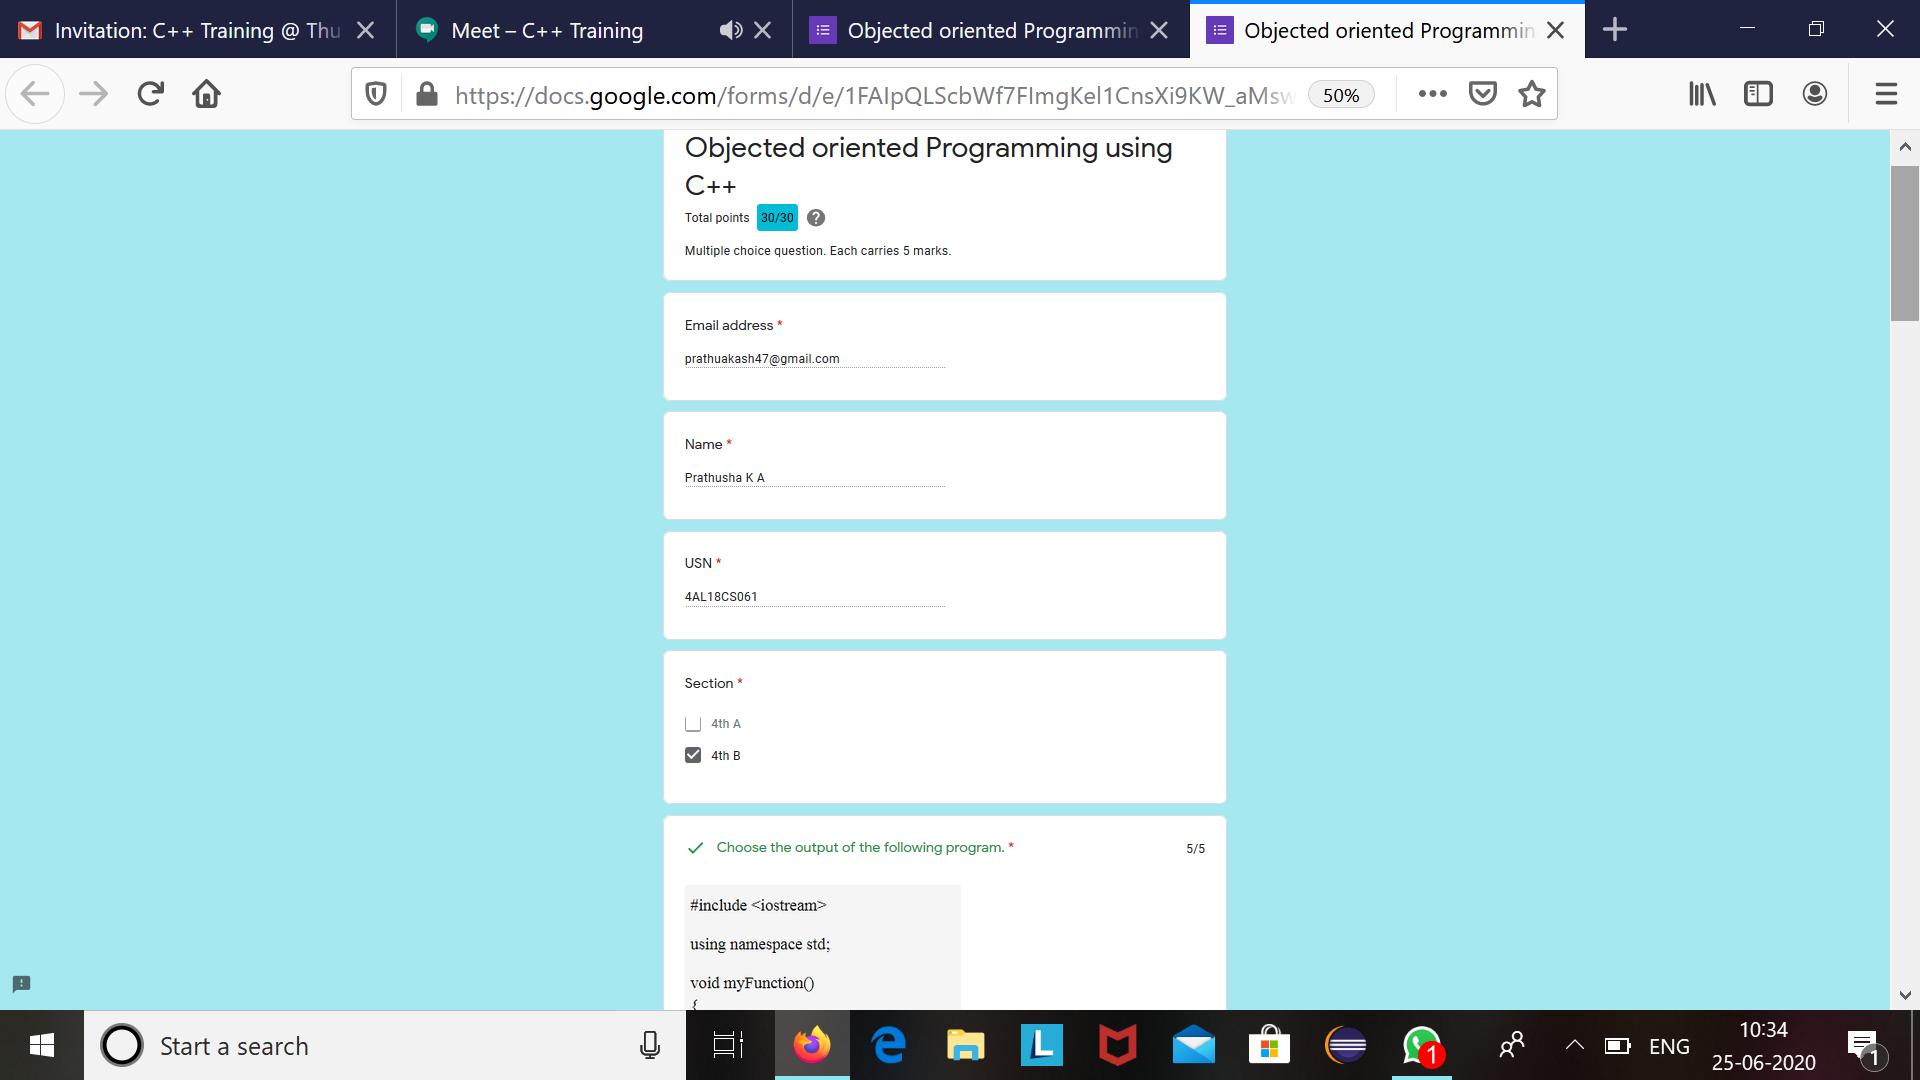 Invitation: C++ Training @ Thu
Meet – C++ Training
Objected oriented Programmin
Objected oriented Programmin
https://docs.google.com/forms/d/e/1FAIpQLScbWf7FImgKel1CnsXi9KW_aMsw
50%
Objected oriented Programming using
C++
Total points 30/30 ?
Multiple choice question. Each carries 5 marks.
Email address *
prathuakash47@gmail.com
Name *
Prathusha K A
USN *
4AL18CS061
Section *
4th A
4th B
Choose the output of the following program. *
5/5
#include <iostream>
using namespace std;
void myFunction()
{
Start a search
L
1
ENG
10:34
25-06-2020
1